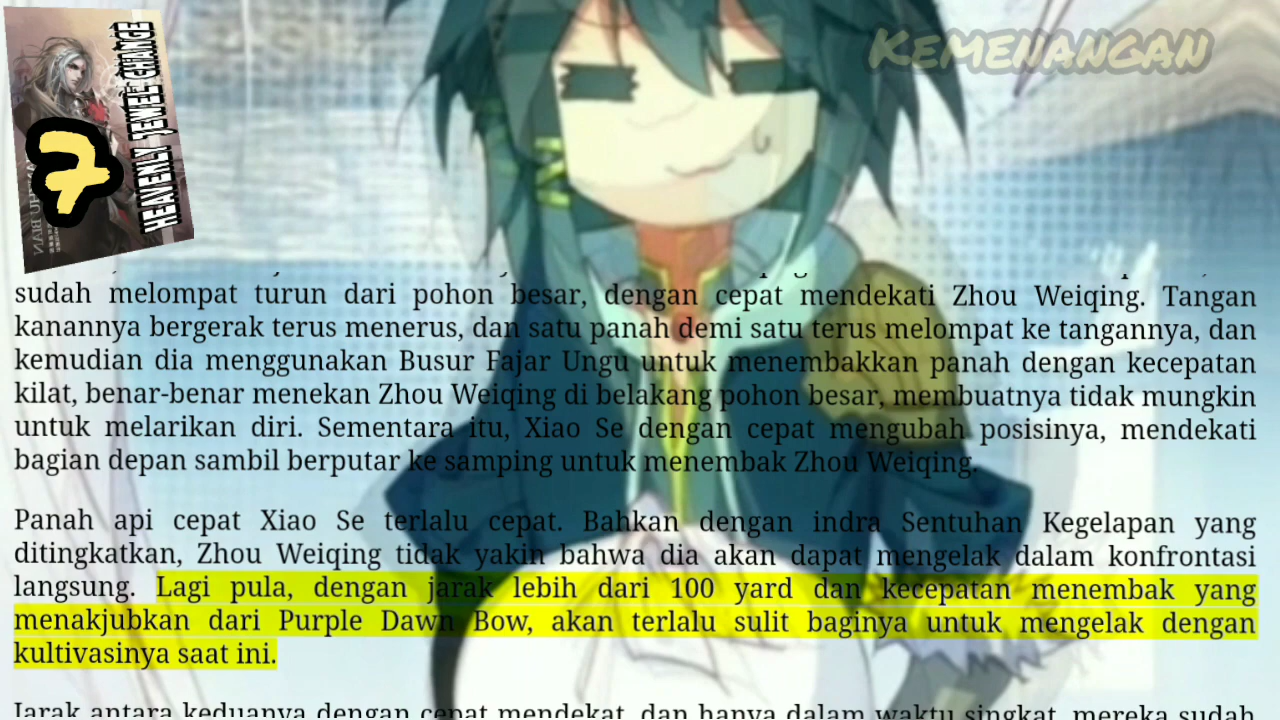 Kemenangan
HEAVENLY JEWEL CHANGE
7
sudah melompat turun dari pohon besar, dengan cepat mendekati Zhou Weiqing. Tangan
kanannya bergerak terus menerus, dan satu panah demi satu terus melompat ke tangannya, dan
kemudian dia menggunakan Busur Fajar Ungu untuk menembakkan panah dengan kecepatan
kilat, benar-benar menekan Zhou Weiqing di belakang pohon besar, membuatnya tidak mungkin
untuk melarikan diri. Sementara itu, Xiao Se dengan cepat mengubah posisinya, mendekati
bagian depan sambil berputar ke samping untuk menembak Zhou Weiqing.
Panah api cepat Xiao Se terlalu cepat. Bahkan dengan indra Sentuhan Kegelapan yang
ditingkatkan, Zhou Weiqing tidak yakin bahwa dia akan dapat mengelak dalam konfrontasi
langsung. Lagi pula, dengan jarak lebih dari 100 yard dan kecepatan menembak yang
menakjubkan dari Purple Dawn Bow, akan terlalu sulit baginya untuk mengelak dengan
kultivasinya saat ini.
Jarak antara keduanya dengan cepat mendekat, dan hanya dalam waktu singkat, mereka sudah